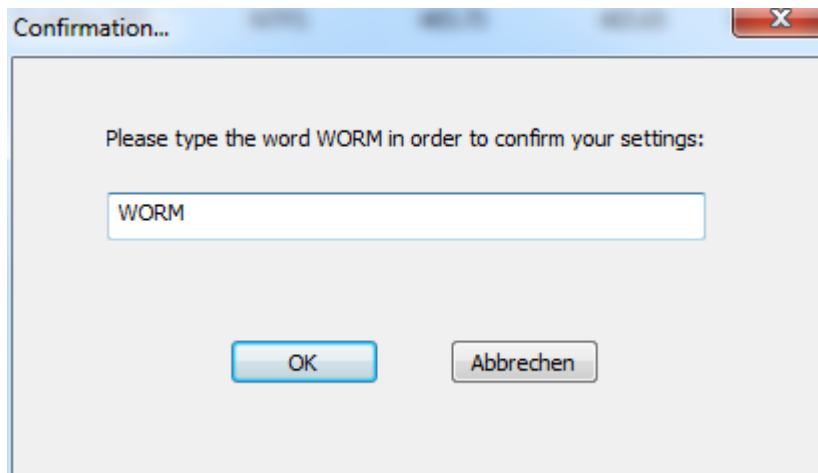 Confirmation...
Please type the word WORM in order to confirm your settings:
WORM
OK
Abbrechen